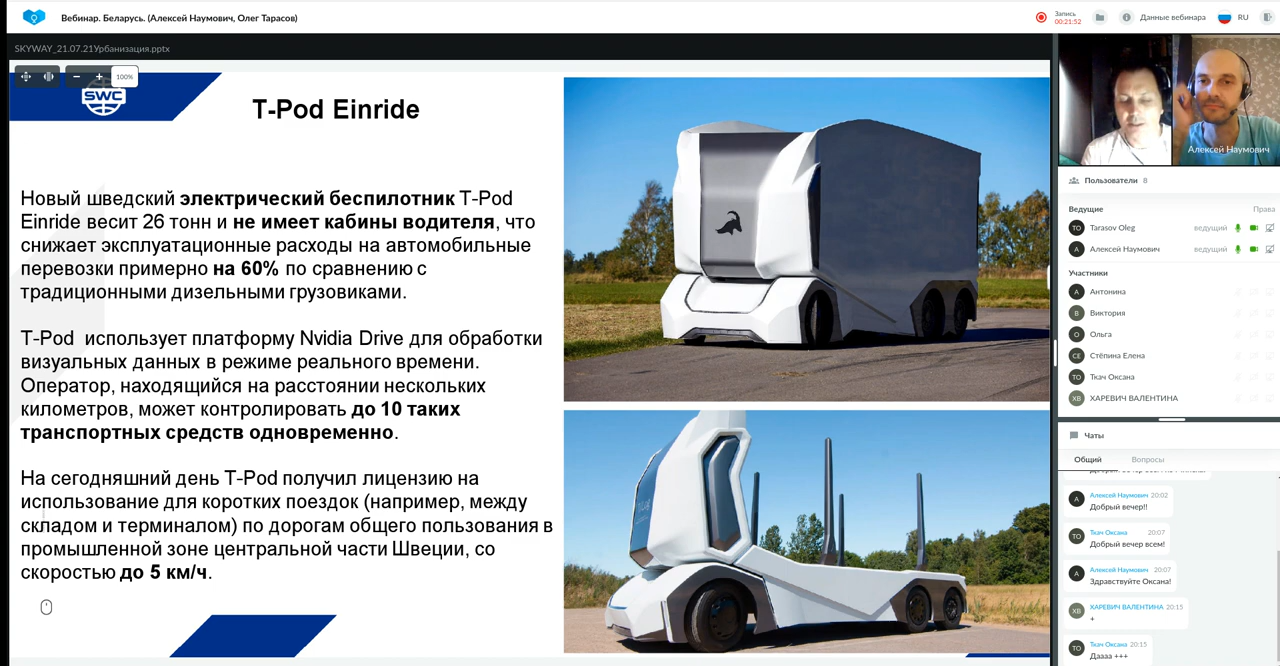 Вебинар. Беларусь. (Алексей Наумович, Олег Тарасов)
Запись
00:21:52
Данные вебинара
RU
SKYWAY_21.07.21Урбанизация.pptx
100%
SWC
T-Pod Einride
Новый шведский электрический беспилотник T-Pod
Einride весит 26 тонн и не имеет кабины водителя, что
снижает эксплуатационные расходы на автомобильные
перевозки примерно на 60% по сравнению с
традиционными дизельными грузовиками.
T-Pod использует платформу Nvidia Drive для обработки
визуальных данных в режиме реального времени.
Оператор, находящийся на расстоянии нескольких
километров, может контролировать до 10 таких
транспортных средств одновременно.
На сегодняшний день T-Pod получил лицензию на
использование для коротких поездок (например, между
складом и терминалом) по дорогам общего пользования в
промышленной зоне центральной части Швеции, со
скоростью до 5 км/ч.
Алексей Наумович
Пользователи 8
Ведущие Права
TO Tarasov Oleg ведущий
А Алексей Наумович ведущий
Участники
А Антонина
В Виктория
О Ольга
СЕ Стёпина Елена
ТО Ткач Оксана
ХВ ХАРЕВИЧ ВАЛЕНТИНА
Чаты
Общий Вопросы
А Алексей Наумович 20:02
Добрый вечер!!
ТО Ткач Оксана 20:07
Добрый вечер всем!
А Алексей Наумович 20:07
Здравствуйте Оксана!
ХВ ХАРЕВИЧ ВАЛЕНТИНА 20:15
+
ТО Ткач Оксана 20:15
Даааа +++